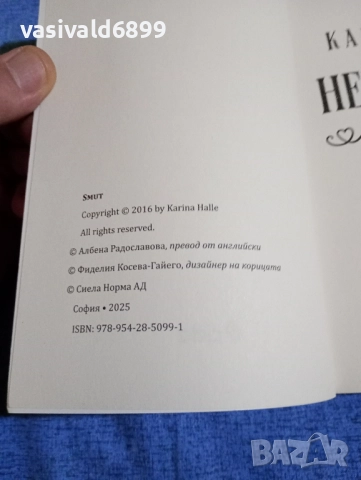 vasivald6899
КА
НЕ
SMUT
Copyright © 2016 by Karina Halle
All rights reserved.
© Албена Радославова, превод от английски
© Фиделия Косева-Гайего, дизайнер на корицата
© Сиела Норма АД
София • 2025
ISBN: 978-954-28-5099-1
BAZAR